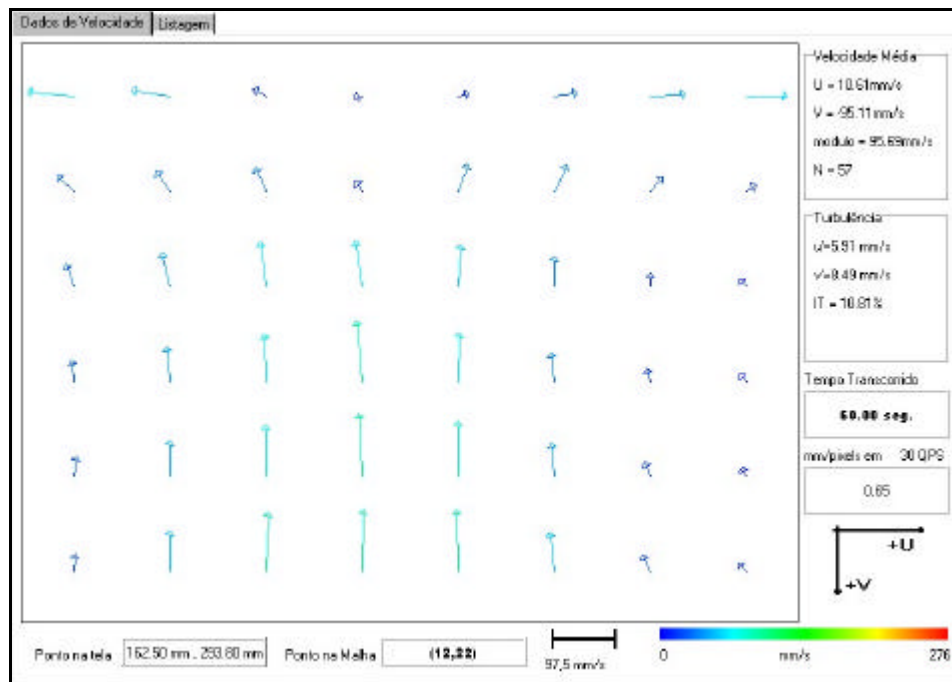 Dados de Velocidade
Listagem
Velocidade Média
U = 10.61mm/s
V = -95.11mm/s
modulo = 95.69mm/s
N = 57
Turbulência
u'=5.91 mm/s
v'=8.49 mm/s
IT = 10.81%
Tempo Transcorrido
60.00 seg.
mm/pixels em 30 QPS
0.65
+U
+V
Ponto na tela 162.50 mm , 293.80 mm Ponto na Malha (12,22)
97,5 mm/s
0 mm/s 276